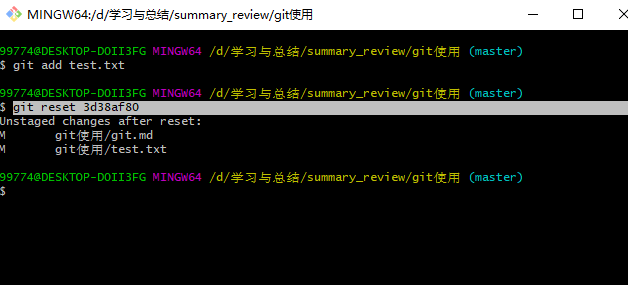 MINGW64:/d/学习与总结/summary_review/git使用
99774@DESKTOP-DOII3FG MINGW64 /d/学习与总结/summary_review/git使用 (master)
$ git add test.txt
99774@DESKTOP-DOII3FG MINGW64 /d/学习与总结/summary_review/git使用 (master)
$ git reset 3d38af80
Unstaged changes after reset:
M git使用/git.md
M git使用/test.txt
99774@DESKTOP-DOII3FG MINGW64 /d/学习与总结/summary_review/git使用 (master)
$